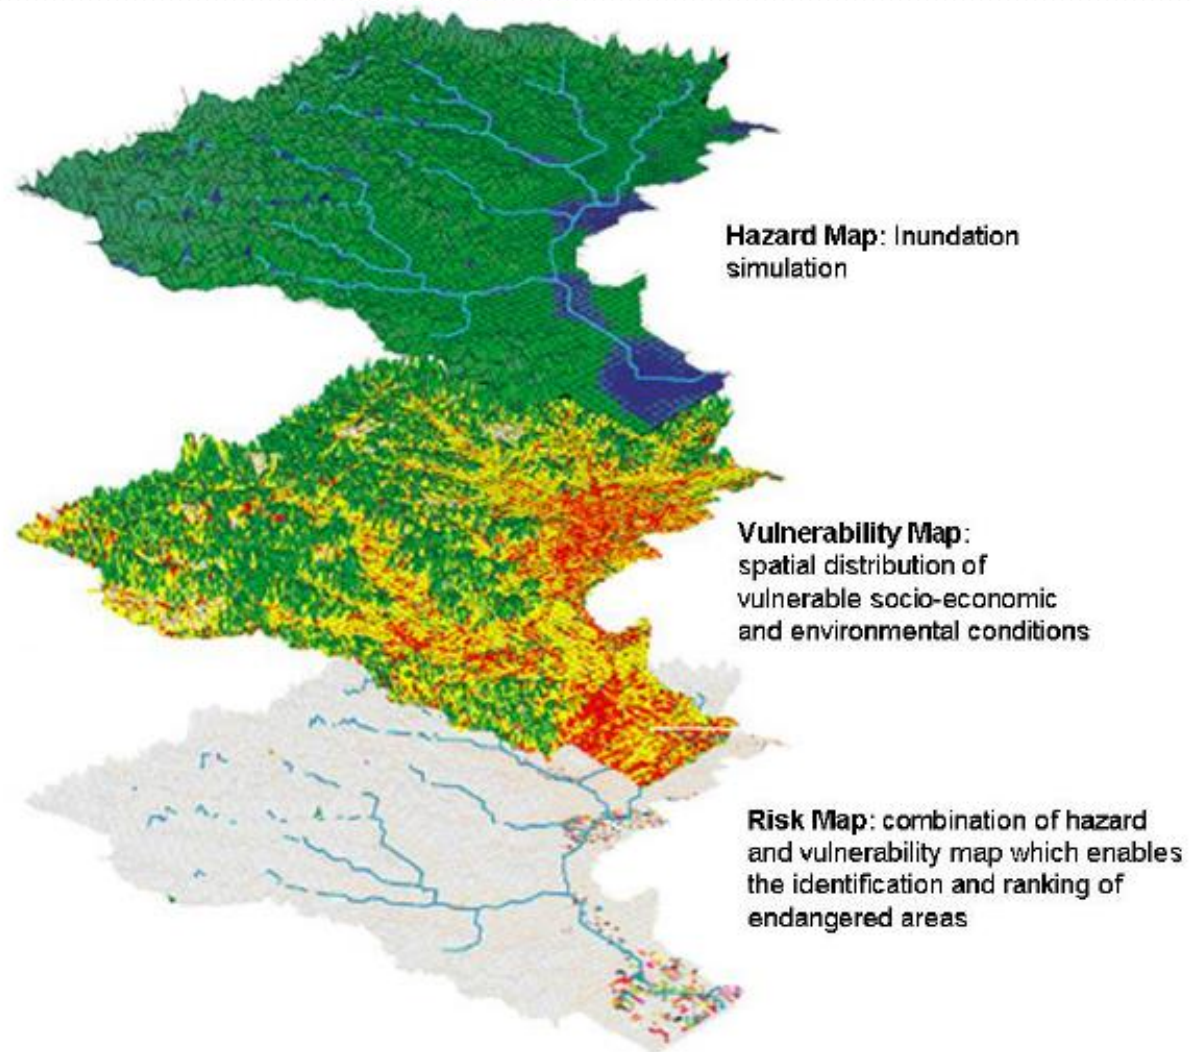 Hazard Map: Inundation
simulation
Vulnerability Map:
spatial distribution of
vulnerable socio-economic
and environmental conditions
Risk Map: combination of hazard
and vulnerability map which enables
the identification and ranking of
endangered areas